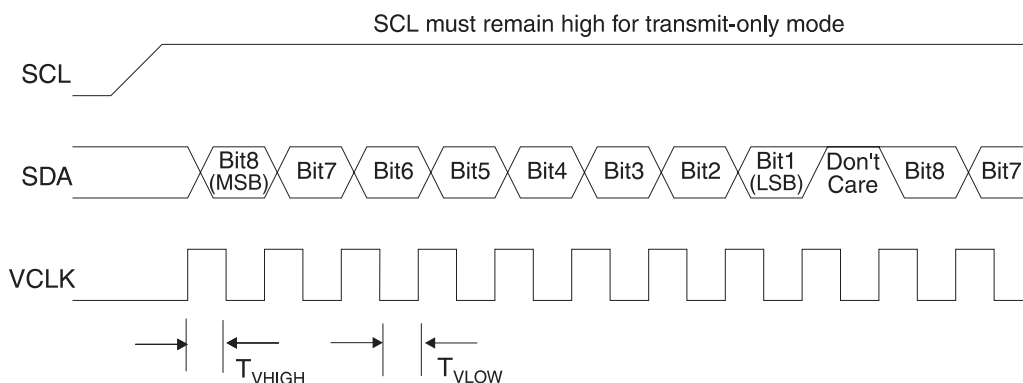 SCL must remain high for transmit-only mode
SCL
SDA
Bit8
(MSB)
Bit7
Bit6
Bit5
Bit4
Bit3
Bit2
Bit1
(LSB)
Don't
Care
Bit8
Bit7
VCLK
TVHIGH
TVLOW